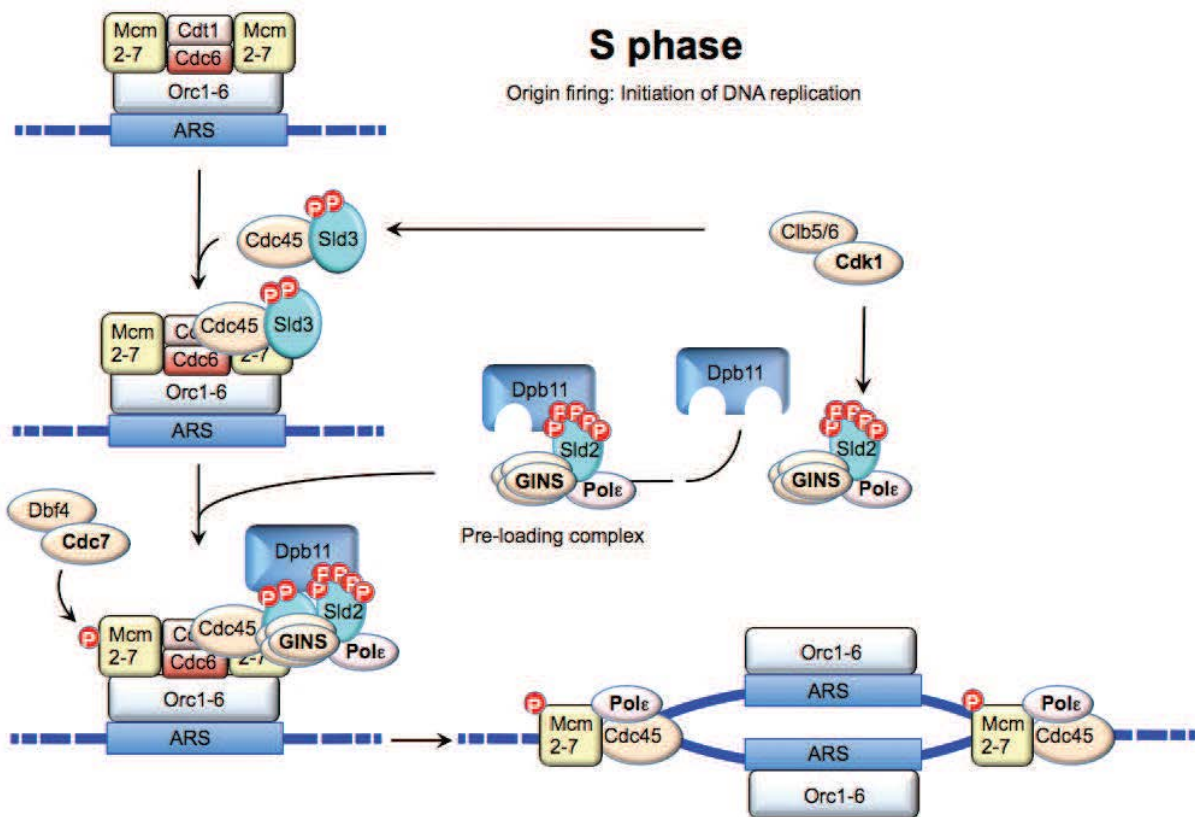 Mcm
2-7
Cdt1
Cdc6
Mcm
2-7
Orc1-6
ARS
S phase
Origin firing: Initiation of DNA replication
P P
Cdc45
Sld3
Clb5/6
Cdk1
P P
Mcm
2-7
Cd
Cdc45
Sld3
Cdc6
2-7
Orc1-6
ARS
Dpb11
P P P P P
Sld2
GINS
Polε
Pre-loading complex
Dpb11
P P P P P
Sld2
GINS
Polε
Dbf4
Cdc7
P
Mcm
2-7
Cd
Cdc45
Cdc6
2-7
Dpb11
P P
P P P P P
Sld2
GINS
Polε
Orc1-6
ARS
P
Mcm
2-7
Polε
Cdc45
Orc1-6
ARS
ARS
Orc1-6
P
Mcm
2-7
Polε
Cdc45